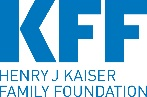 KFF
HENRY J KAISER
FAMILY FOUNDATION